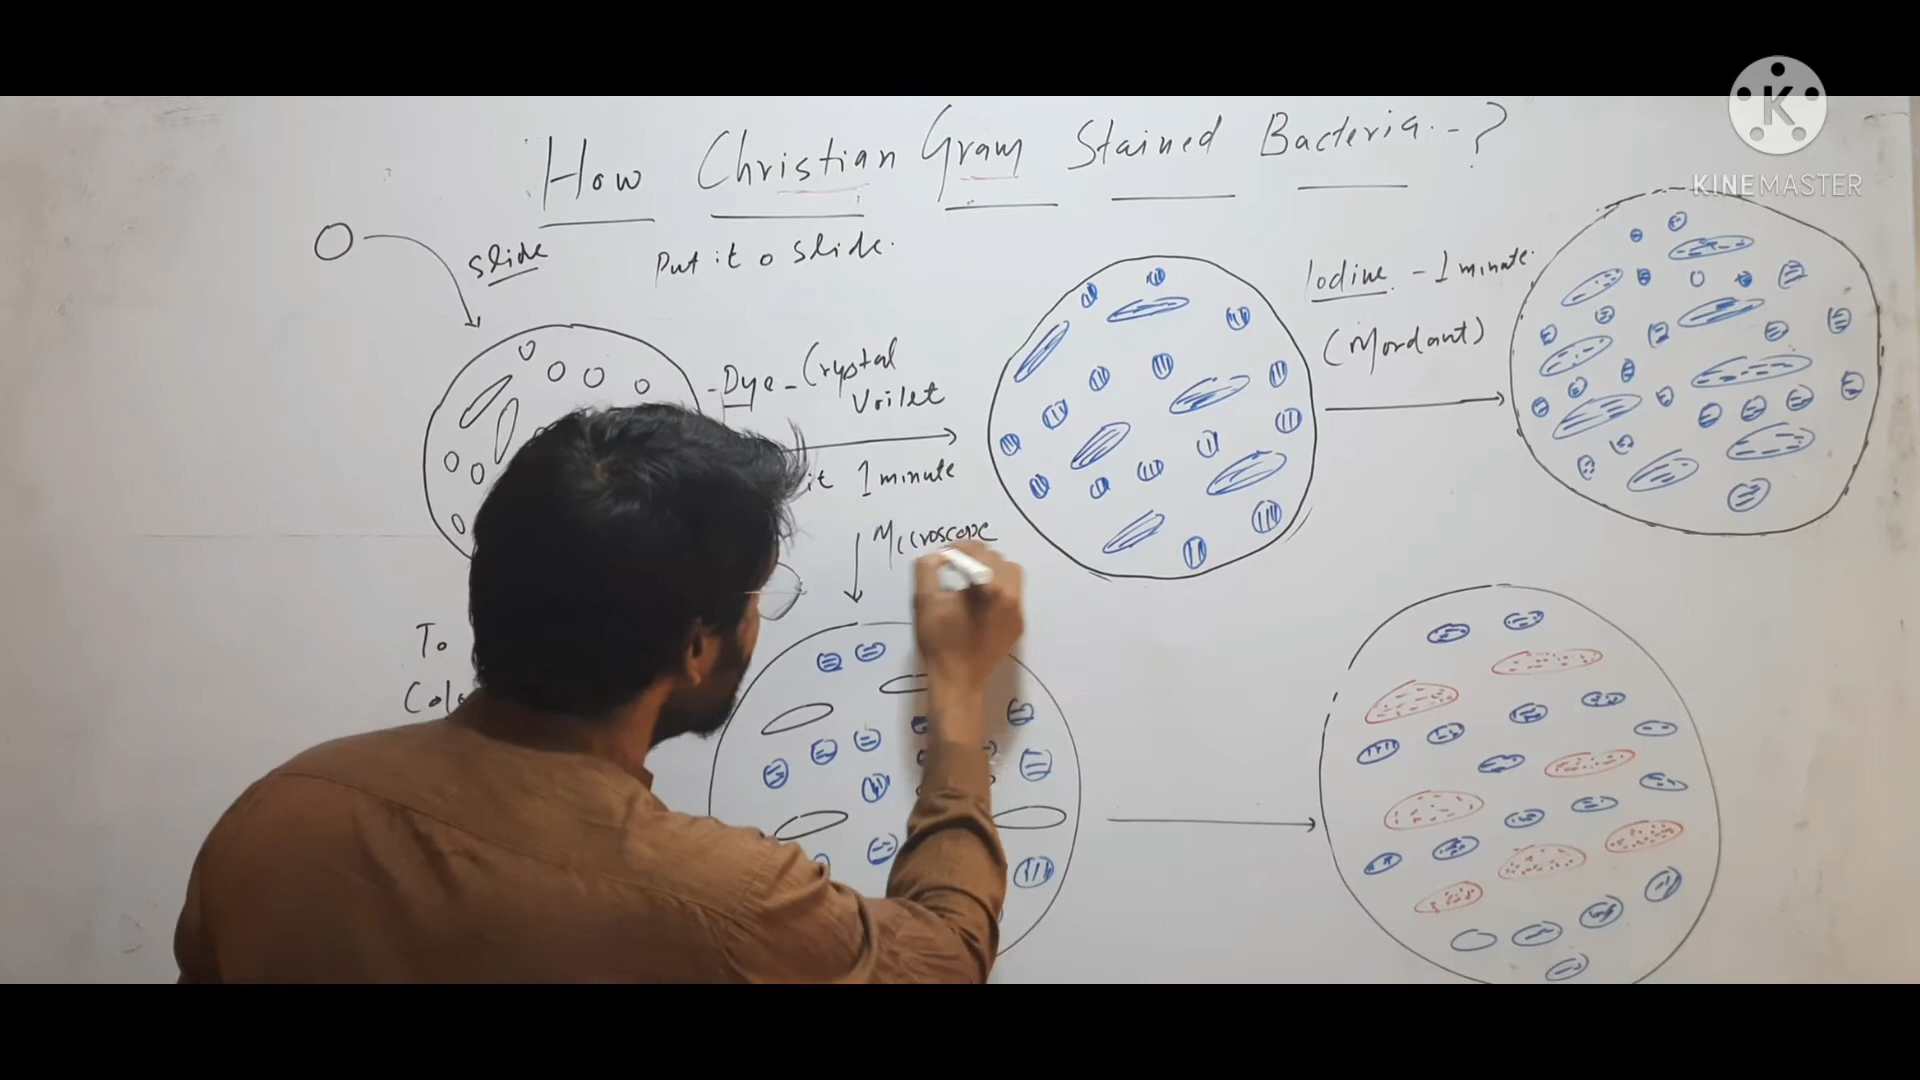 How Christian Gram Stained Bacteria - ?
KINEMASTER
slide
Put it o slide.
Iodine - 1 minute.
(Mordant)
- Dye - Crystal
Voilet
it 1 minute
Microscope
To